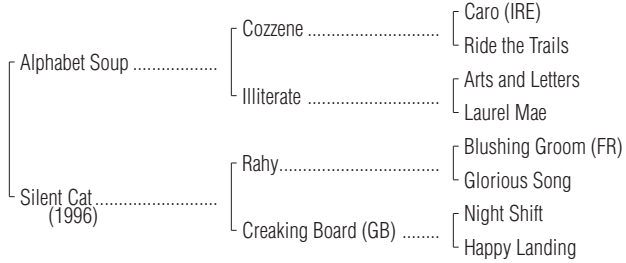 Caro (IRE)
Cozzene ...........................
Ride the Trails
Alphabet Soup .................
Arts and Letters
Illiterate ...........................
Laurel Mae
Blushing Groom (FR)
Rahy.................................
Glorious Song
Silent Cat.........................
(1996)
Night Shift
Creaking Board (GB) ........
Happy Landing